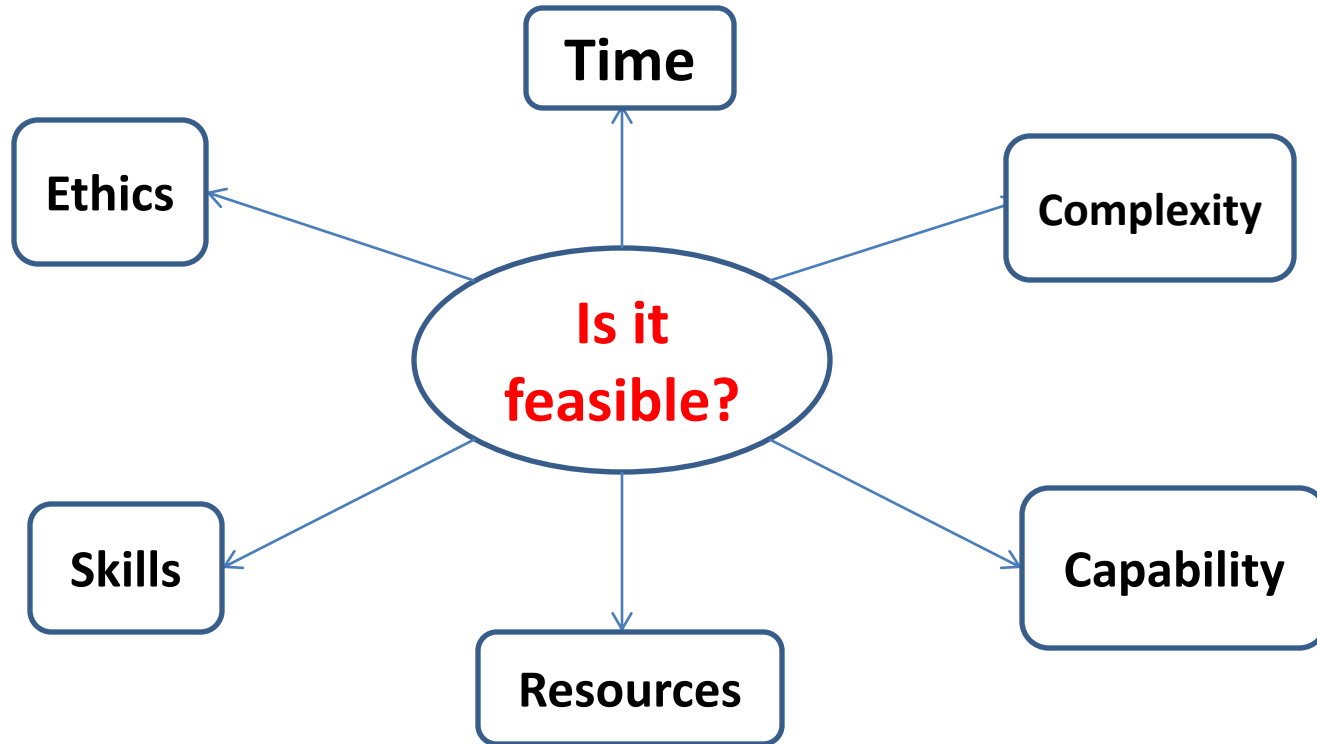 Time
Ethics
Complexity
Is it
feasible?
Skills
Capability
Resources